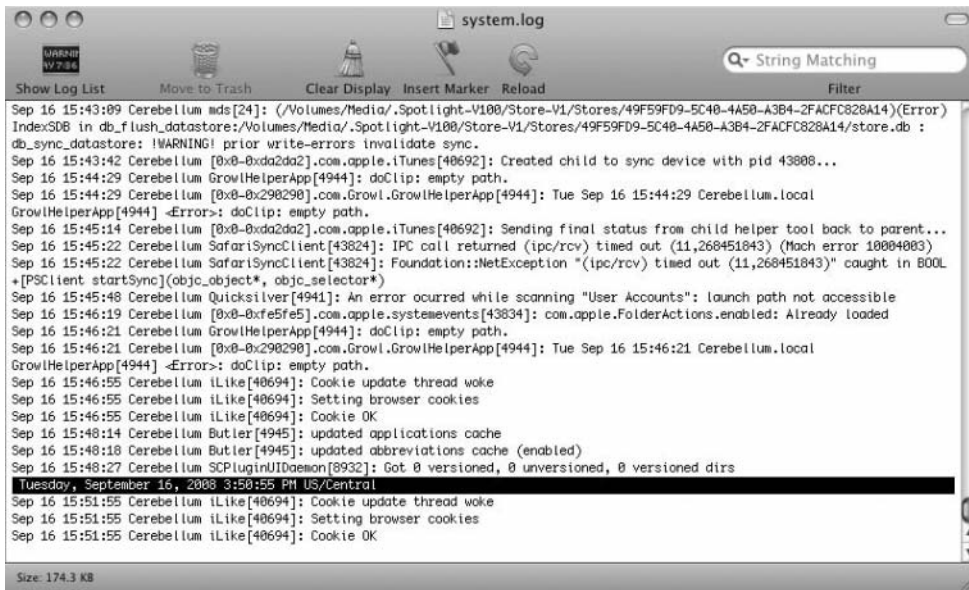 system.log
WARNIN
AV 7:86
Show Log List
Move to Trash
Clear Display
Insert Marker
Reload
String Matching
Filter
Sep 16 15:43:09 Cerebellum mds[24]: (/Volumes/Media/.Spotlight-V100/Store-V1/Stores/49F59FD9-5C40-4A50-A3B4-2FACFC828A14)(Error)
IndexSDB in db_flush_datastore:/Volumes/Media/.Spotlight-V100/Store-V1/Stores/49F59FD9-5C40-4A50-A3B4-2FACFC828A14/store.db :
db_sync_datastore: !WARNING! prior write-errors invalidate sync.
Sep 16 15:43:42 Cerebellum [0x0-0xda2da2].com.apple.iTunes[40692]: Created child to sync device with pid 43808...
Sep 16 15:44:29 Cerebellum GrowlHelperApp[4944]: doClip: empty path.
Sep 16 15:44:29 Cerebellum [0x0-0x290290].com.Growl.GrowlHelperApp[4944]: Tue Sep 16 15:44:29 Cerebellum.local
GrowlHelperApp[4944] <Error>: doClip: empty path.
Sep 16 15:45:14 Cerebellum [0x0-0xda2da2].com.apple.iTunes[40692]: Sending final status from child helper tool back to parent...
Sep 16 15:45:22 Cerebellum SafariSyncClient[43824]: IPC call returned (ipc/rcv) timed out (11,268451843) (Mach error 10004003)
Sep 16 15:45:22 Cerebellum SafariSyncClient[43824]: Foundation::NetException "(ipc/rcv) timed out (11,268451843)" caught in BOOL
+[PSClient startSync](objc_object*, objc_selector*)
Sep 16 15:45:48 Cerebellum Quicksilver[4941]: An error ocurred while scanning "User Accounts": launch path not accessible
Sep 16 15:46:19 Cerebellum [0x0-0xfe5fe5].com.apple.systemevents[43834]: com.apple.FolderActions.enabled: Already loaded
Sep 16 15:46:21 Cerebellum GrowlHelperApp[4944]: doClip: empty path.
Sep 16 15:46:21 Cerebellum [0x0-0x290290].com.Growl.GrowlHelperApp[4944]: Tue Sep 16 15:46:21 Cerebellum.local
GrowlHelperApp[4944] <Error>: doClip: empty path.
Sep 16 15:46:55 Cerebellum iLike[40694]: Cookie update thread woke
Sep 16 15:46:55 Cerebellum iLike[40694]: Setting browser cookies
Sep 16 15:46:55 Cerebellum iLike[40694]: Cookie OK
Sep 16 15:48:14 Cerebellum Butler[4945]: updated applications cache
Sep 16 15:48:18 Cerebellum Butler[4945]: updated abbreviations cache (enabled)
Sep 16 15:48:27 Cerebellum SCPluginUIDaemon[8932]: Got 0 versioned, 0 unversioned, 0 versioned dirs
Tuesday, September 16, 2008 3:50:55 PM US/Central
Sep 16 15:51:55 Cerebellum iLike[40694]: Cookie update thread woke
Sep 16 15:51:55 Cerebellum iLike[40694]: Setting browser cookies
Sep 16 15:51:55 Cerebellum iLike[40694]: Cookie OK
Size: 174.3 KB